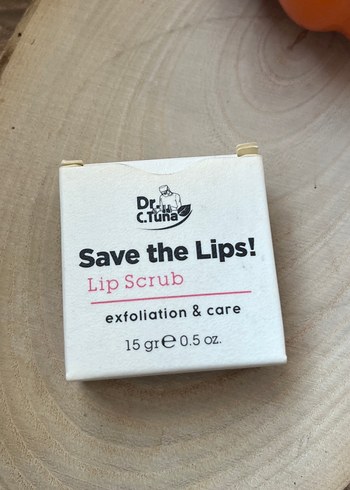 Dr.
C.Tuna
Save the Lips!
Lip Scrub
exfoliation & care
15 gr℮ 0.5 oz.